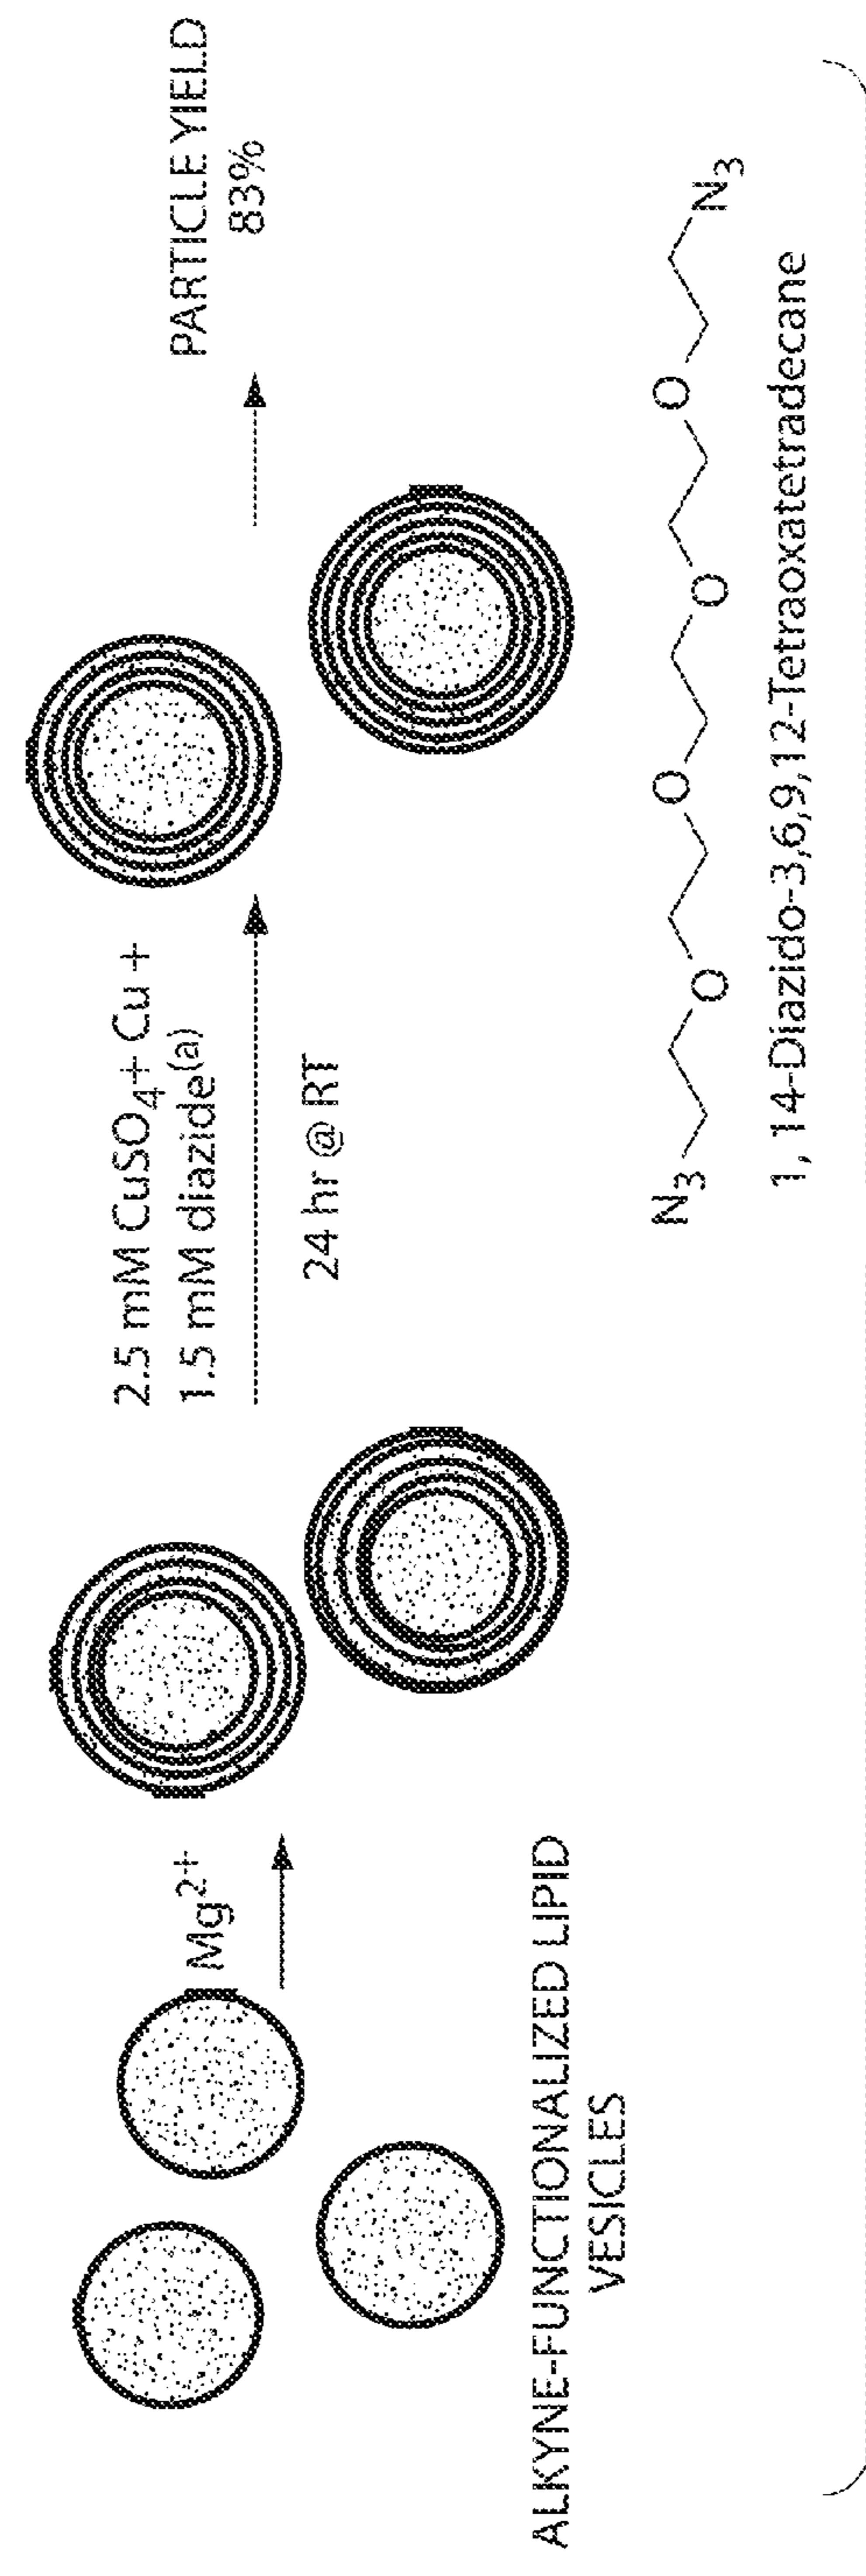 ALKYNE-FUNCTIONALIZED LIPID
VESICLES
Mg2+
2.5 mM CuSO4+ Cu +
1.5 mM diazide(a)
24 hr @ RT
PARTICLE YIELD
83%
N3
O
O
O
O
N3
1, 14-Diazido-3,6,9,12-Tetraoxatetradecane